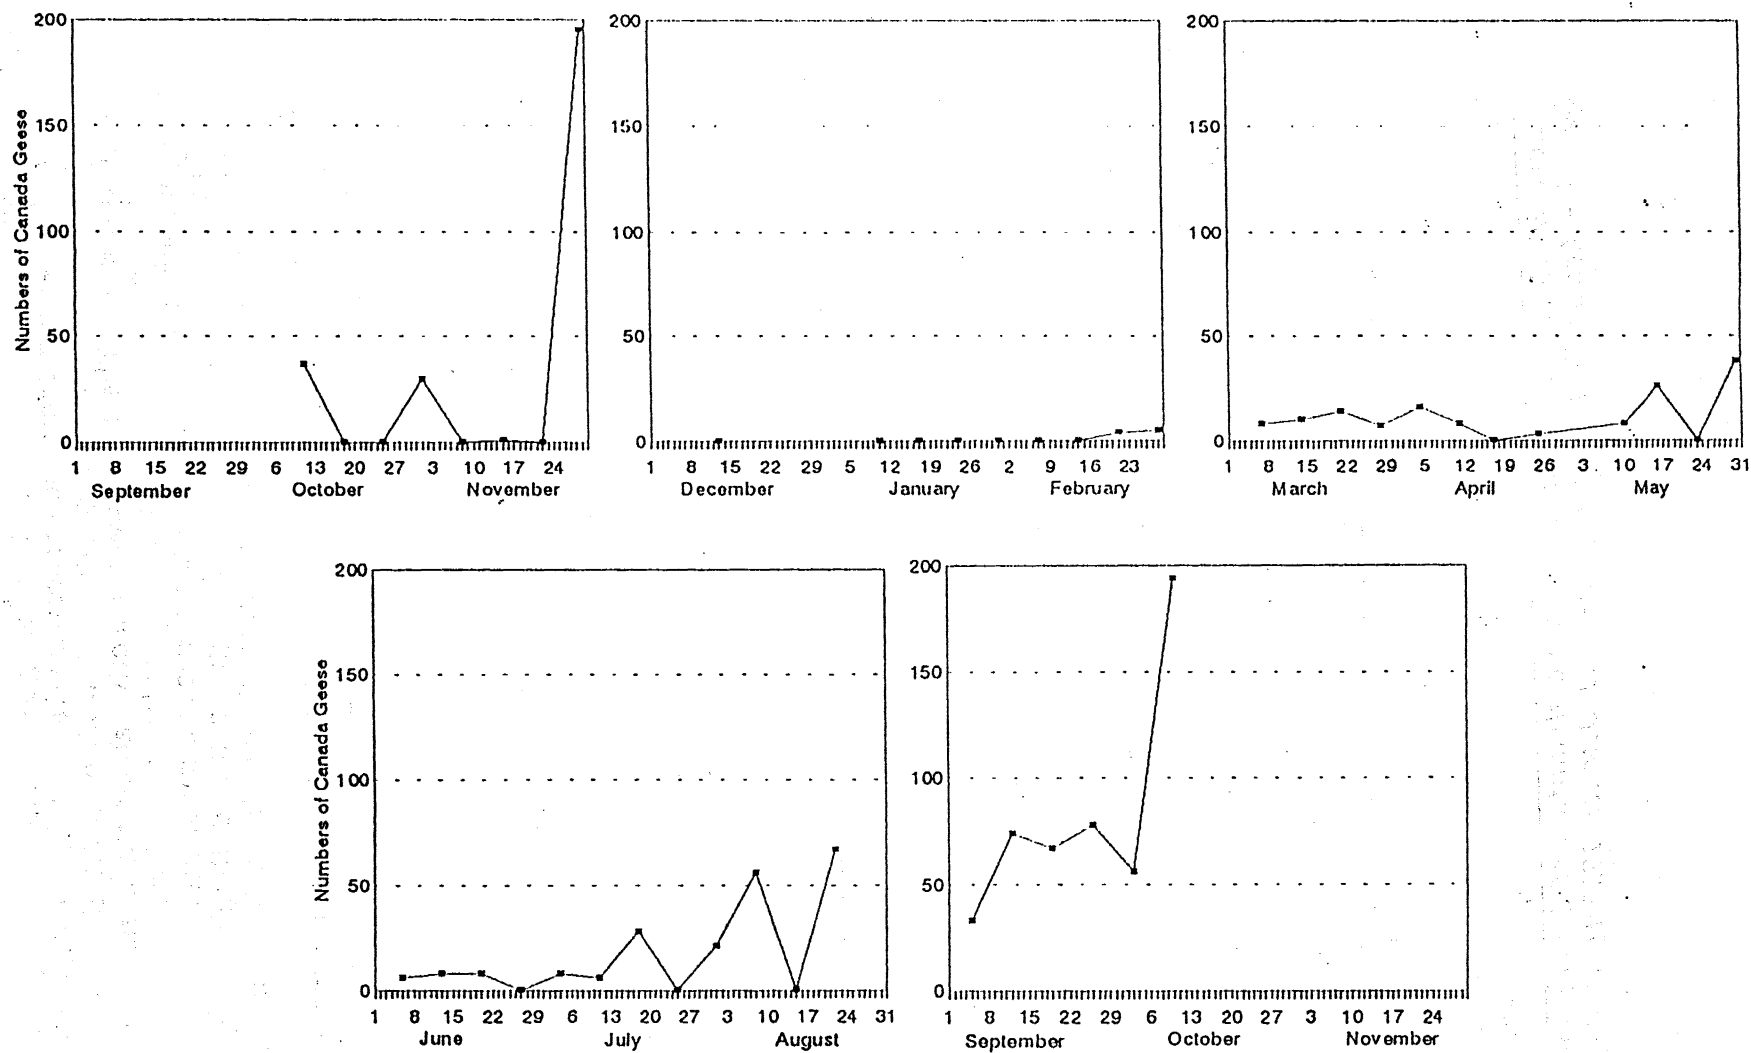 200
150
100
50
0
Numbers of Canada Geese
1 8 15 22 29 6 13 20 27 3 10 17 24
September October November
200
150
100
50
0
1 8 15 22 29 5 12 19 26 2 9 16 23
December January February
200
150
100
50
0
1 8 15 22 29 5 12 19 26 3 10 17 24 31
March April May
200
150
100
50
0
Numbers of Canada Geese
1 8 15 22 29 6 13 20 27 3 10 17 24 31
June July August
200
150
100
50
0
1 8 15 22 29 6 13 20 27 3 10 17 24
September October November